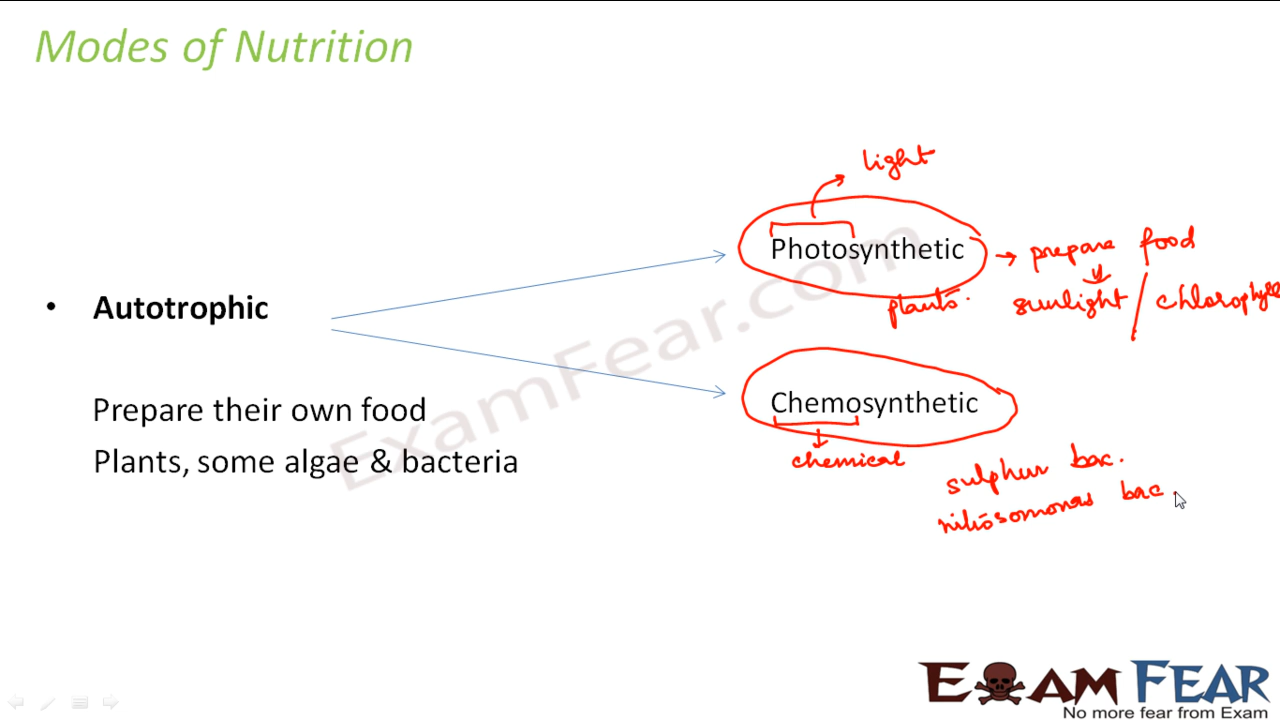 Modes of Nutrition
light
Photosynthetic → prepare food
plants. sunlight / chlorophyll
• Autotrophic
ExamFear.com
Chemosynthetic
Prepare their own food
chemical
Plants, some algae & bacteria
sulphur bac.
nitrosomonas bac.
EXAM FEAR
No more fear from Exam